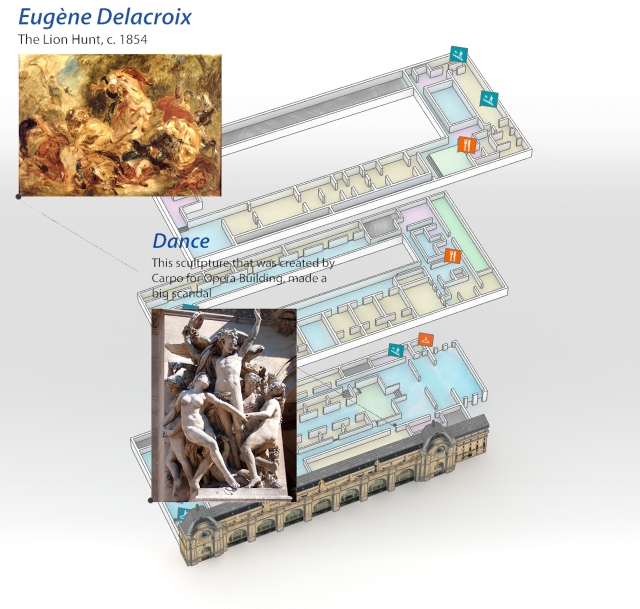 Eugène Delacroix
The Lion Hunt, c. 1854
Dance
This scultpture that was created by
Carpo for Opera Building, made a
big scandal